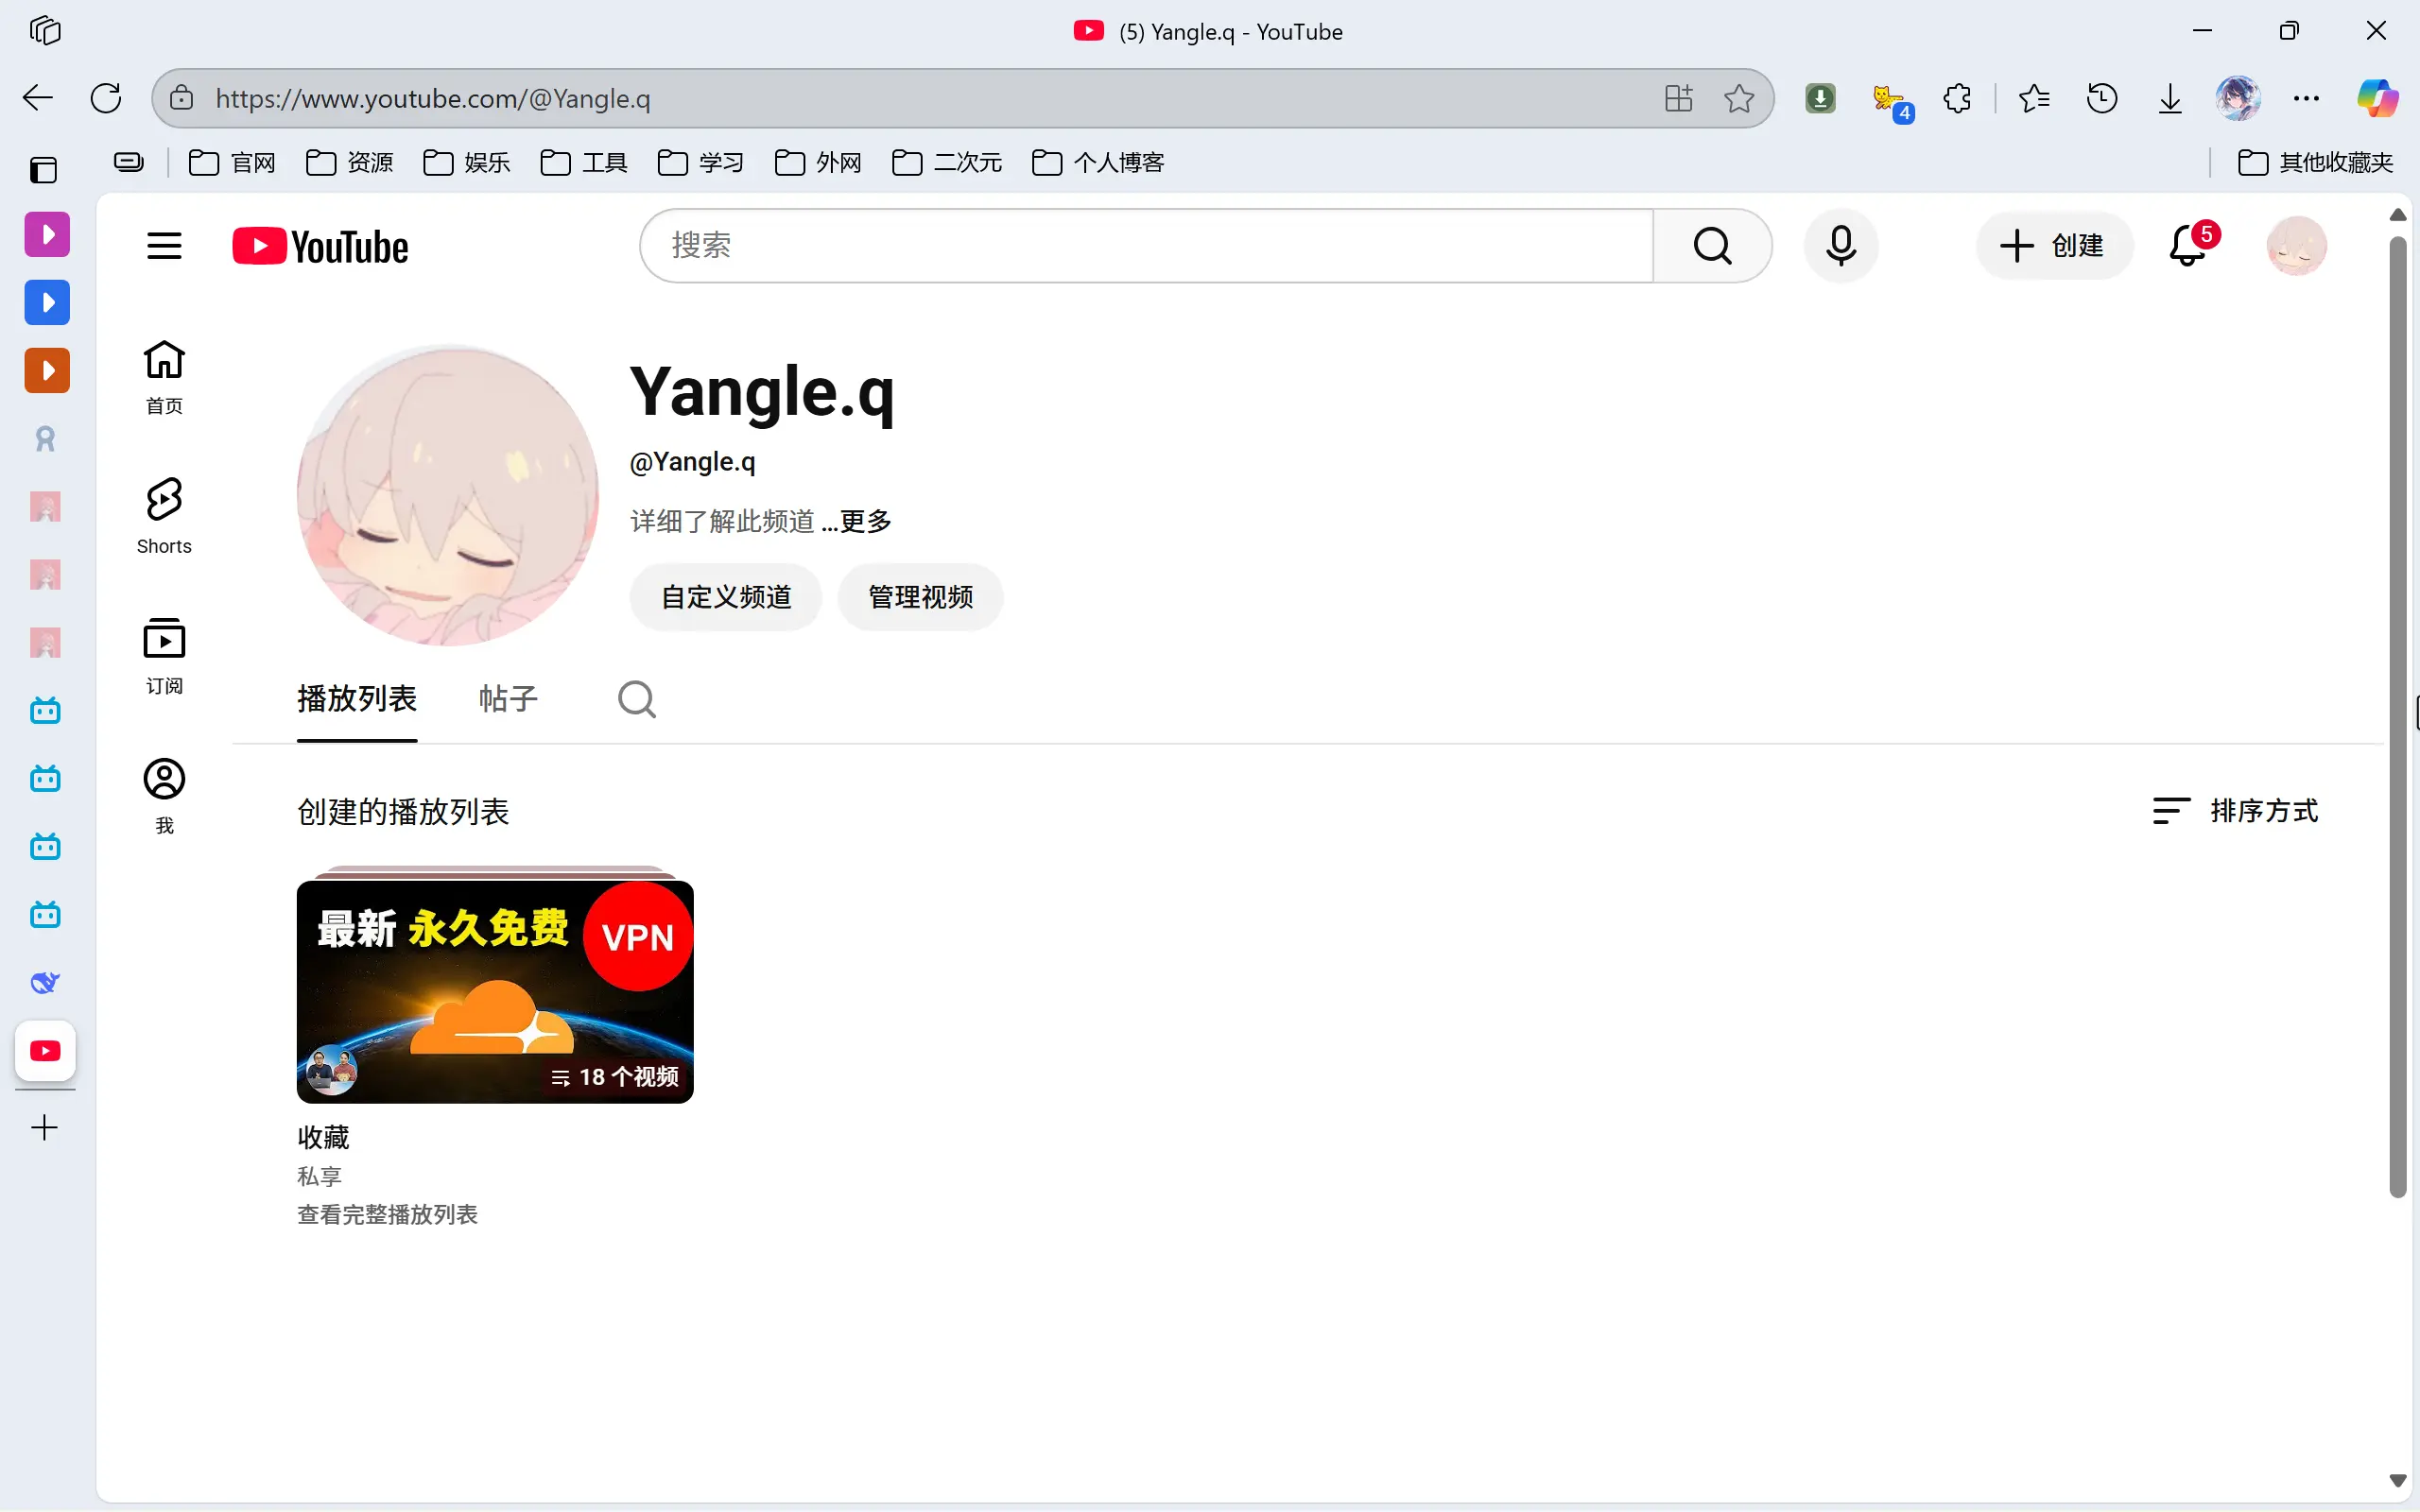 (5) Yangle.q - YouTube
https://www.youtube.com/@Yangle.q
4
官网
资源
娱乐
工具
学习
外网
二次元
个人博客
其他收藏夹
YouTube
搜索
创建
5
首页
Shorts
订阅
我
Yangle.q
@Yangle.q
详细了解此频道 ...更多
自定义频道
管理视频
播放列表
帖子
创建的播放列表
排序方式
最新 永久免费
VPN
18 个视频
收藏
私享
查看完整播放列表